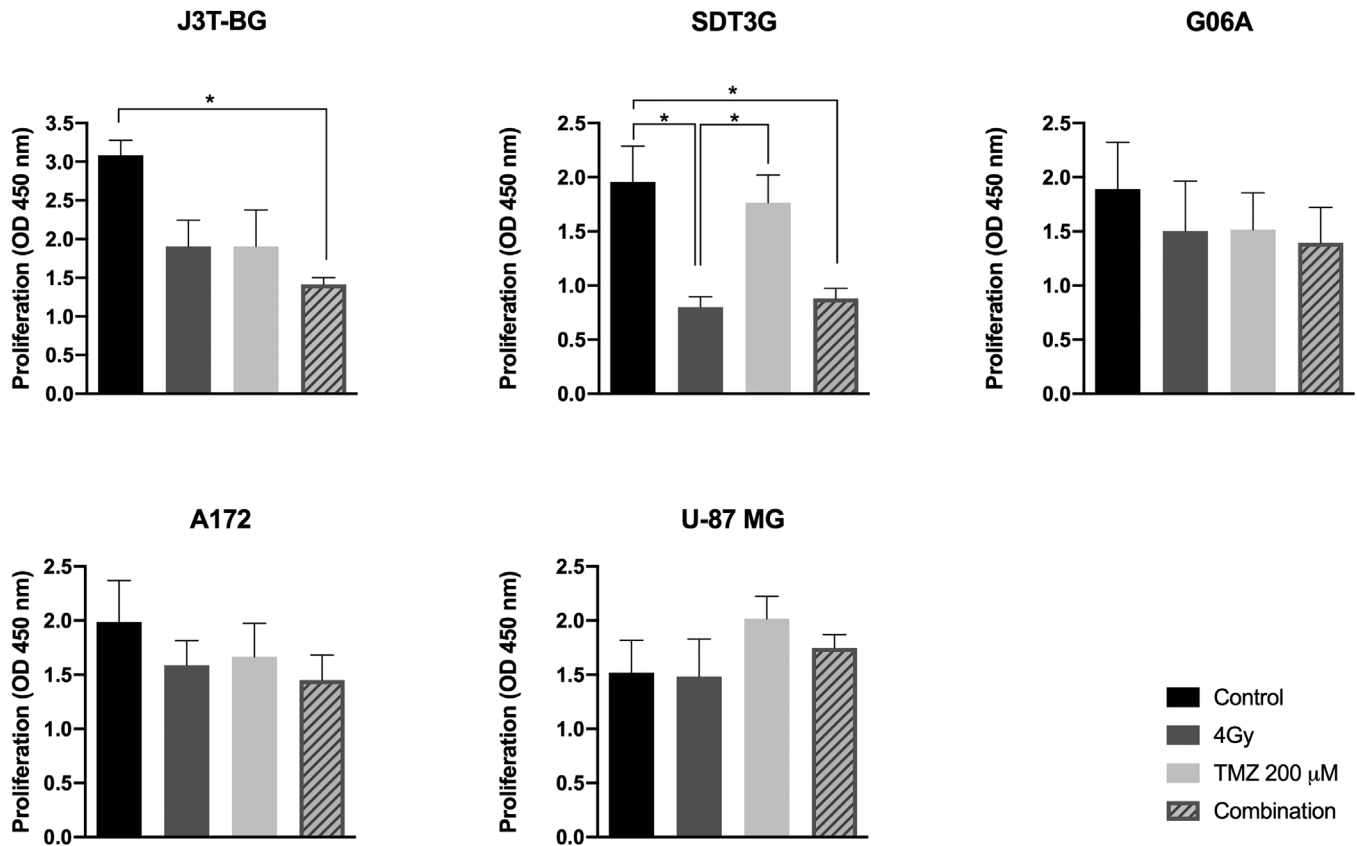 J3T-BG
*
Proliferation (OD 450 nm)
3.5
3.0
2.5
2.0
1.5
1.0
0.5
0.0
SDT3G
*
* *
Proliferation (OD 450 nm)
2.5
2.0
1.5
1.0
0.5
0.0
G06A
Proliferation (OD 450 nm)
2.5
2.0
1.5
1.0
0.5
0.0
A172
Proliferation (OD 450 nm)
2.5
2.0
1.5
1.0
0.5
0.0
U-87 MG
Proliferation (OD 450 nm)
2.5
2.0
1.5
1.0
0.5
0.0
Control
4Gy
TMZ 200 μM
Combination